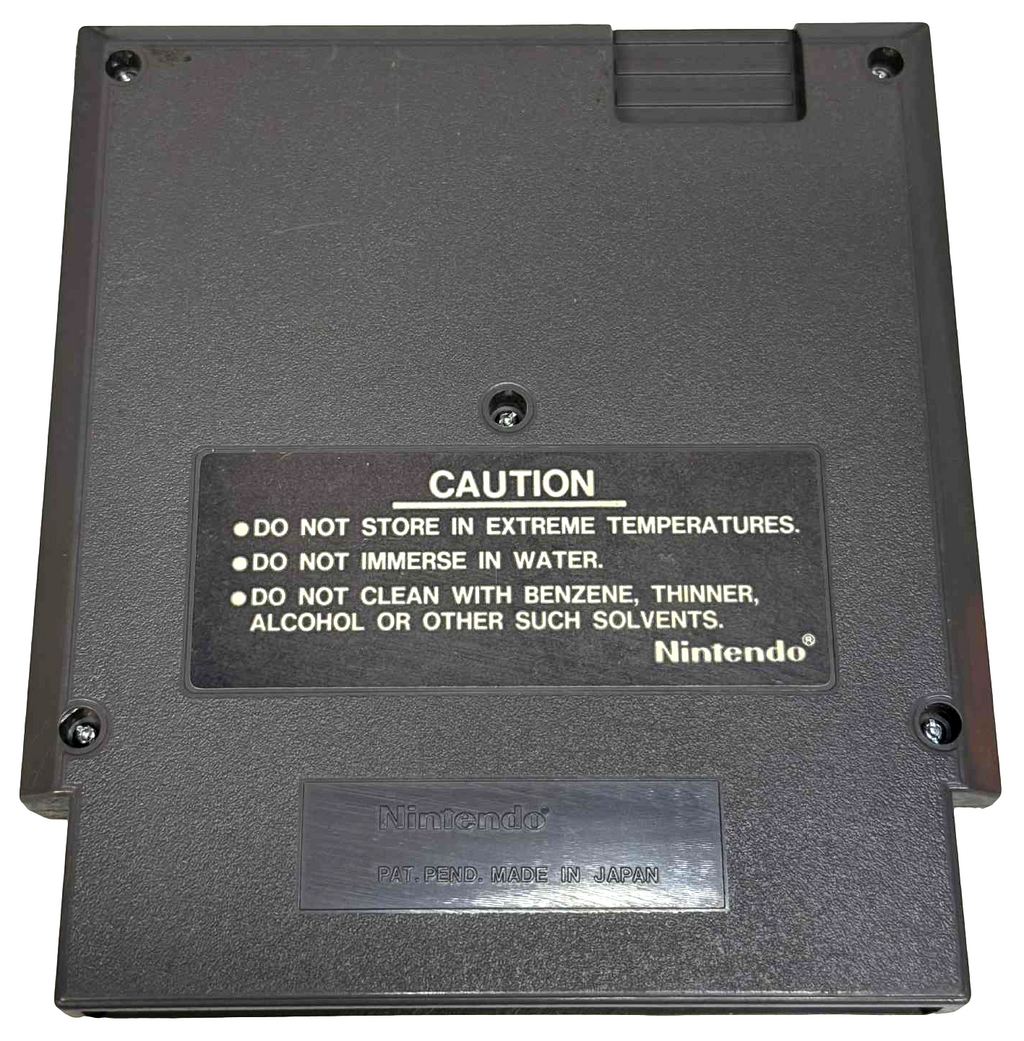 CAUTION
●DO NOT STORE IN EXTREME TEMPERATURES.
●DO NOT IMMERSE IN WATER.
●DO NOT CLEAN WITH BENZENE, THINNER,
ALCOHOL OR OTHER SUCH SOLVENTS.
Nintendo®
Nintendo®
PAT. PEND. MADE IN JAPAN